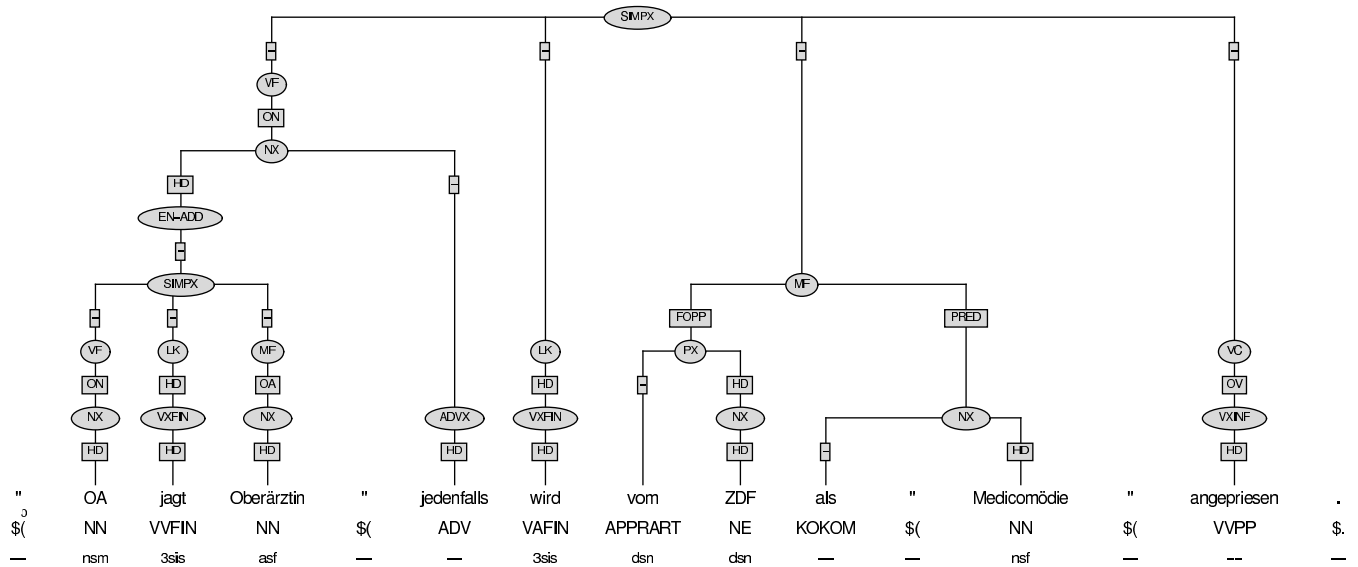 SIMPX
– – – –
VF
ON
NX
HD –
EN–ADD
–
SIMPX MF
– – – FOPP PRED
VF LK MF LK PX VC
ON HD OA HD – HD OV
NX VXFIN NX ADVX VXFIN NX NX VXINF
HD HD HD HD HD HD – HD HD
" OA jagt Oberärztin " jedenfalls wird vom ZDF als " Medicomödie " angepriesen .
$( NN VVFIN NN $( ADV VAFIN APPRART NE KOKOM $( NN $( VVPP $.
— nsm 3sis asf — — 3sis dsn dsn — — nsf — -- —